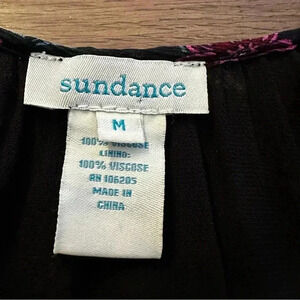 sundance
M
100% VISCOSE
LINING:
100% VISCOSE
RN 106205
MADE IN
CHINA